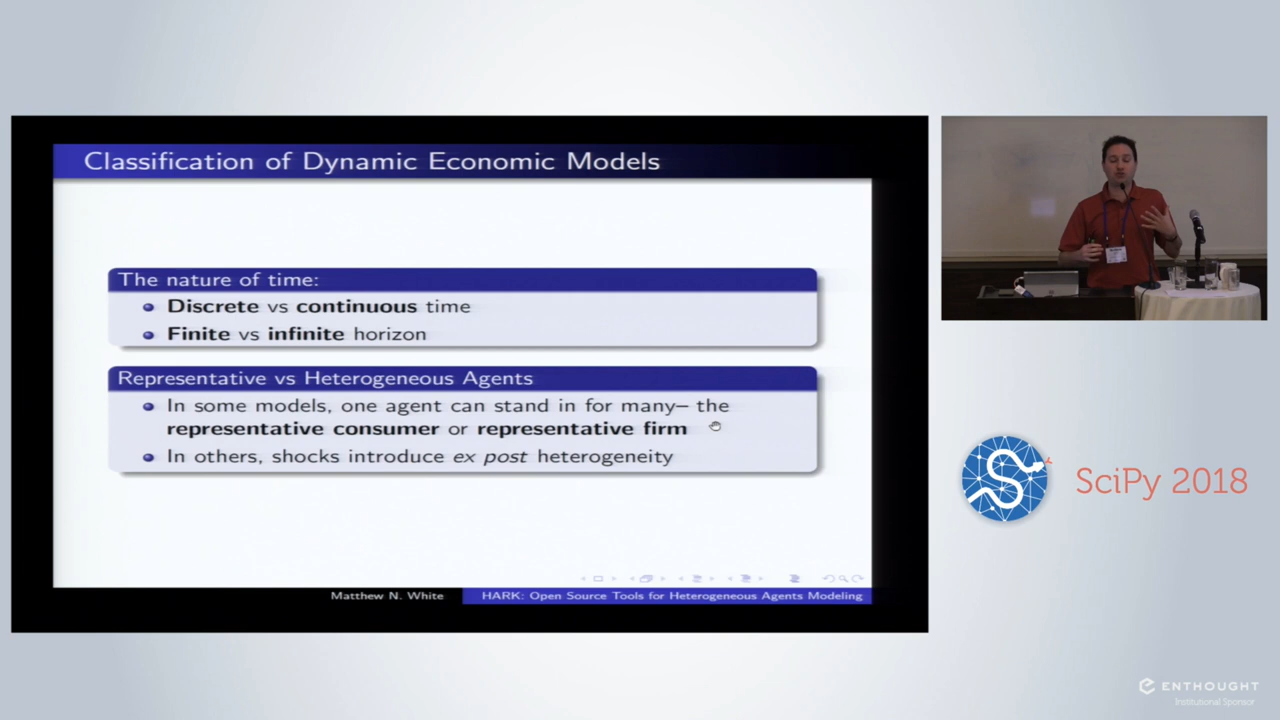 Classification of Dynamic Economic Models
The nature of time:
Discrete vs continuous time
Finite vs infinite horizon
Representative vs Heterogeneous Agents
In some models, one agent can stand in for many– the
representative consumer or representative firm
In others, shocks introduce ex post heterogeneity
Matthew N. White
HARK: Open Source Tools for Heterogeneous Agents Modeling
SciPy 2018
ENTHOUGHT
Institutional Sponsor